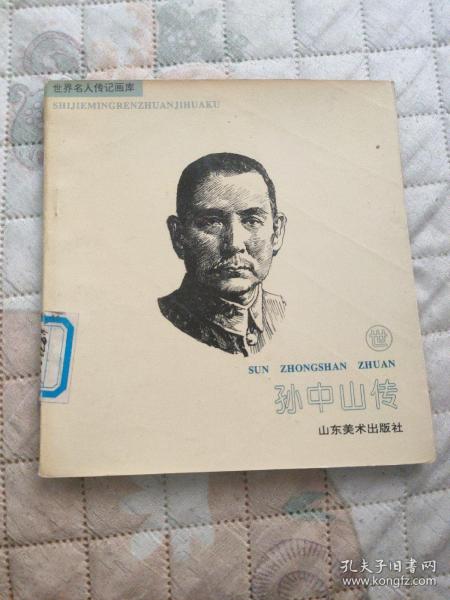 世界名人传记画库
SHIJIEMINGRENZHUANJIHUAKU
世
SUN ZHONGSHAN ZHUAN
孙中山传
山东美术出版社
孔夫子旧书网
www.kongfz.com